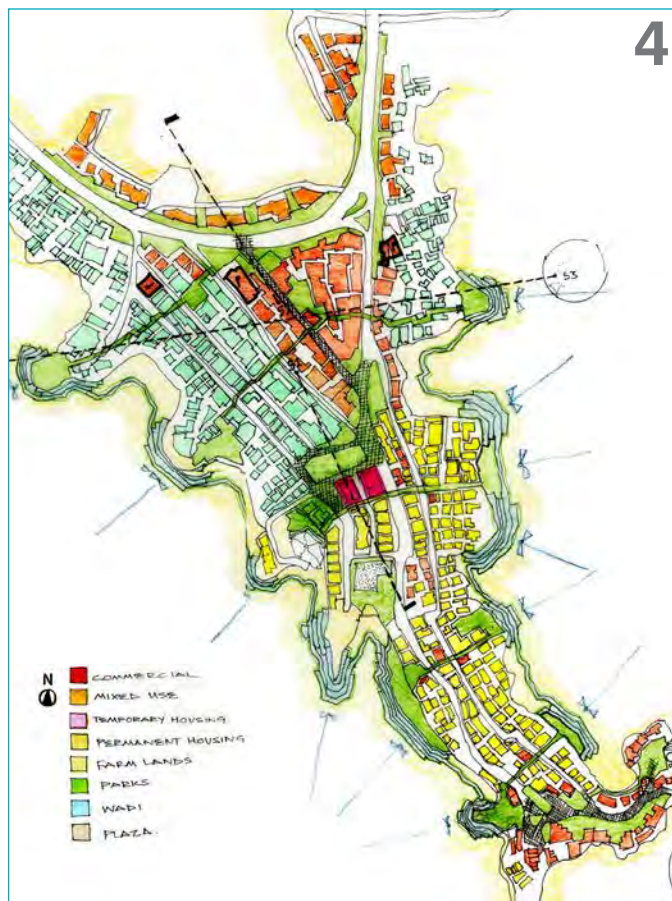 4
53
N
COMMERCIAL
MIXED USE
TEMPORARY HOUSING
PERMANENT HOUSING
FARM LANDS
PARKS
WADI
PLAZA.